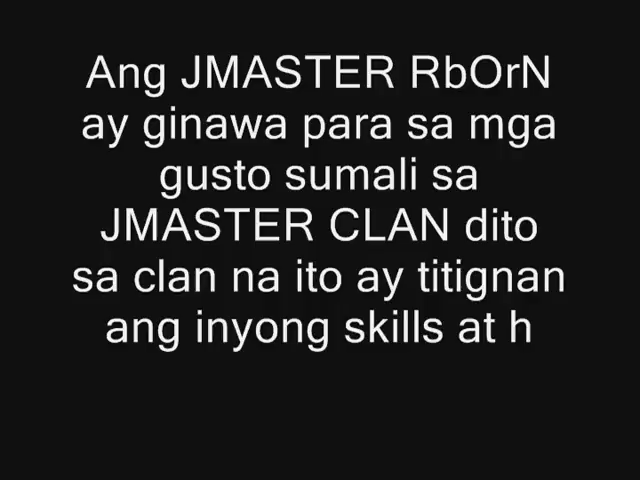 Ang JMASTER RbOrN
ay ginawa para sa mga
gusto sumali sa
JMASTER CLAN dito
sa clan na ito ay titignan
ang inyong skills at h